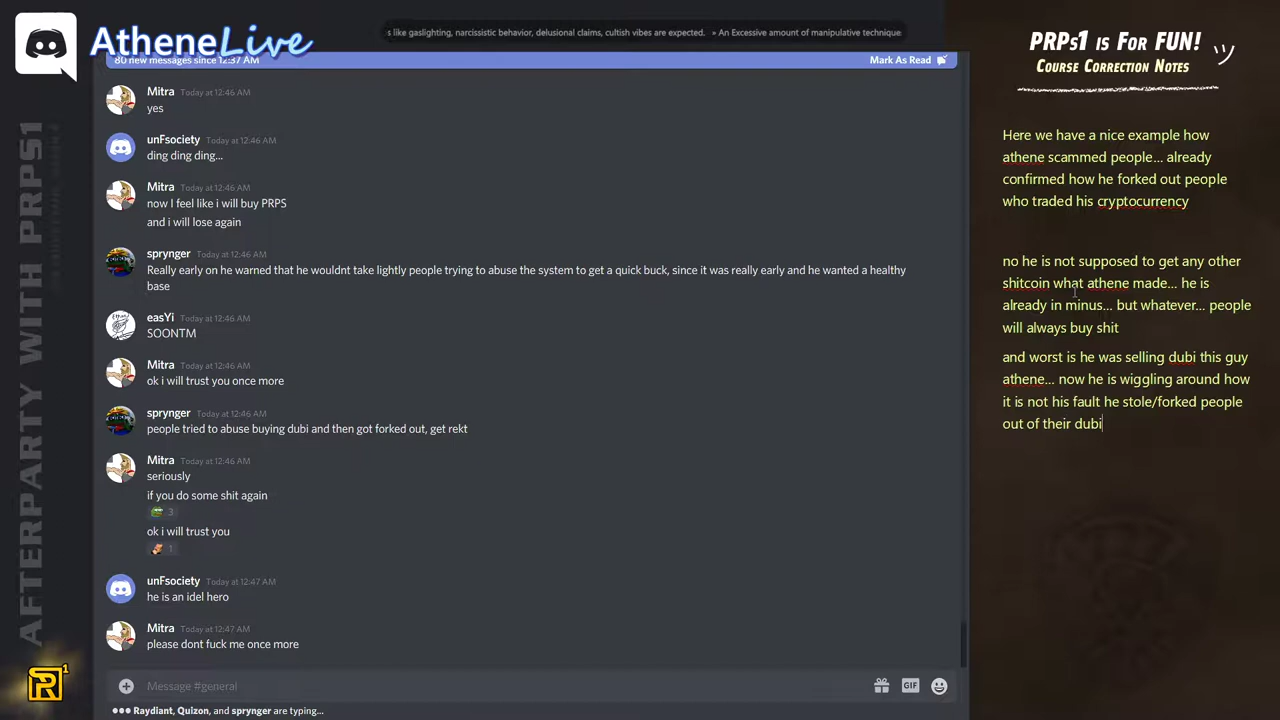 AtheneLive
s like gaslighting, narcissistic behavior, delusional claims, cultish vibes are expected. » An Excessive amount of manipulative technique
80 new messages since 12:37 AM Mark As Read
Mitra Today at 12:46 AM
yes
unFsociety Today at 12:46 AM
ding ding ding...
Mitra Today at 12:46 AM
now I feel like i will buy PRPS
and i will lose again
sprynger Today at 12:46 AM
Really early on he warned that he wouldnt take lightly people trying to abuse the system to get a quick buck, since it was really early and he wanted a healthy
base
easYi Today at 12:46 AM
SOONTM
Mitra Today at 12:46 AM
ok i will trust you once more
sprynger Today at 12:46 AM
people tried to abuse buying dubi and then got forked out, get rekt
Mitra Today at 12:46 AM
seriously
if you do some shit again
3
ok i will trust you
1
unFsociety Today at 12:47 AM
he is an idel hero
Mitra Today at 12:47 AM
please dont fuck me once more
Message #general
GIF
Raydiant, Quizon, and sprynger are typing...
AFTERPARTY WITH PRPS1
R1
PRPs1 is For FUN! ツ
Course Correction Notes
Here we have a nice example how
athene scammed people... already
confirmed how he forked out people
who traded his cryptocurrency
no he is not supposed to get any other
shitcoin what athene made... he is
already in minus... but whatever... people
will always buy shit
and worst is he was selling dubi this guy
athene... now he is wiggling around how
it is not his fault he stole/forked people
out of their dubi